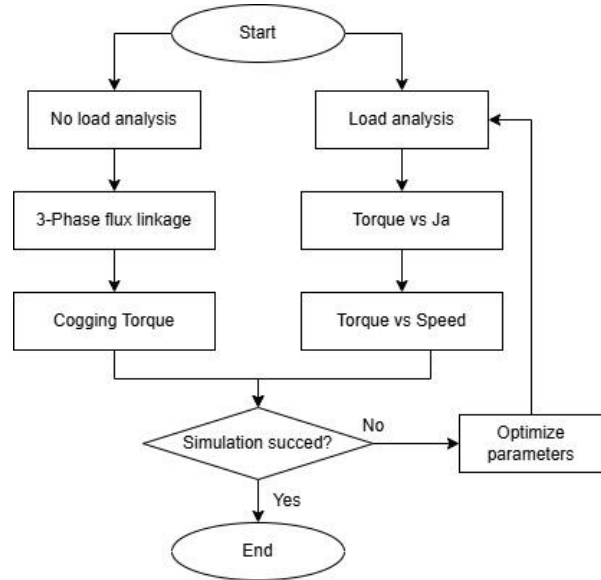 Start
No load analysis
Load analysis
3-Phase flux linkage
Torque vs Ja
Cogging Torque
Torque vs Speed
Simulation succed?
No
Optimize
parameters
Yes
End